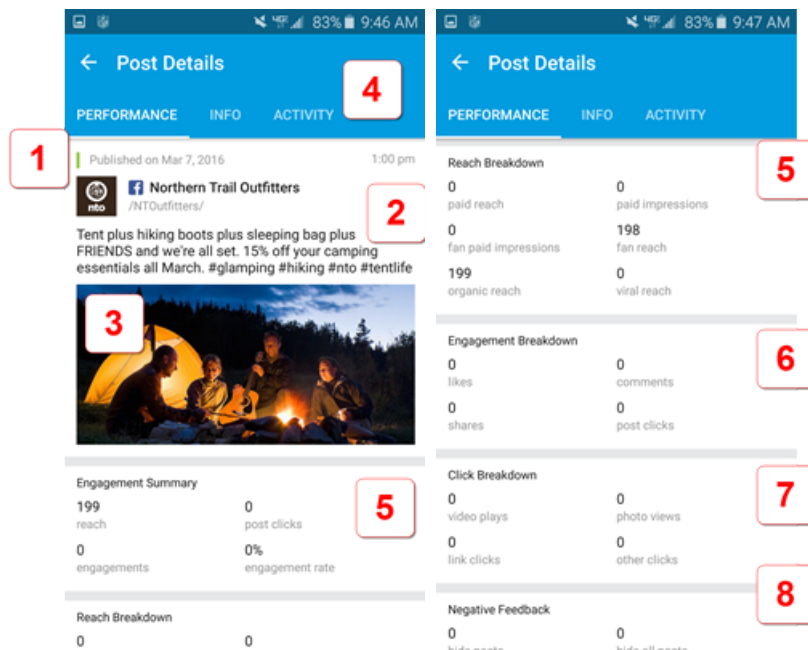 83% 9:46 AM
Post Details
4
PERFORMANCE INFO ACTIVITY
1
Published on Mar 7, 2016 1:00 pm
nto
Northern Trail Outfitters
/NTOutfitters/
2
Tent plus hiking boots plus sleeping bag plus
FRIENDS and we're all set. 15% off your camping
essentials all March. #glamping #hiking #nto #tentlife
3
Engagement Summary
199 0
reach post clicks
5
0 0%
engagements engagement rate
Reach Breakdown
0 0
83% 9:47 AM
Post Details
PERFORMANCE INFO ACTIVITY
Reach Breakdown
5
0 0
paid reach paid impressions
0 198
fan paid impressions fan reach
199 0
organic reach viral reach
Engagement Breakdown
6
0 0
likes comments
0 0
shares post clicks
Click Breakdown
7
0 0
video plays photo views
0 0
link clicks other clicks
8
Negative Feedback
0 0
hide posts hide all posts